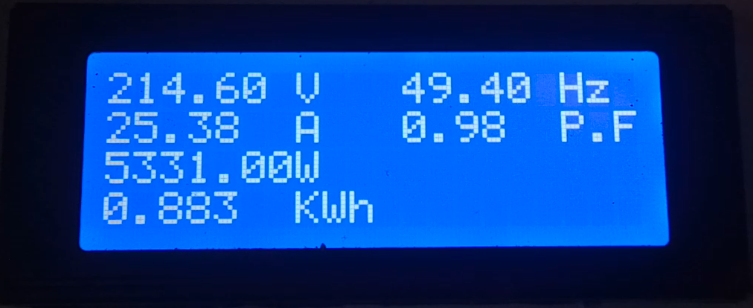 214.60 V 49.40 Hz
25.38 A 0.98 P.F
5331.00W
0.883 KWh